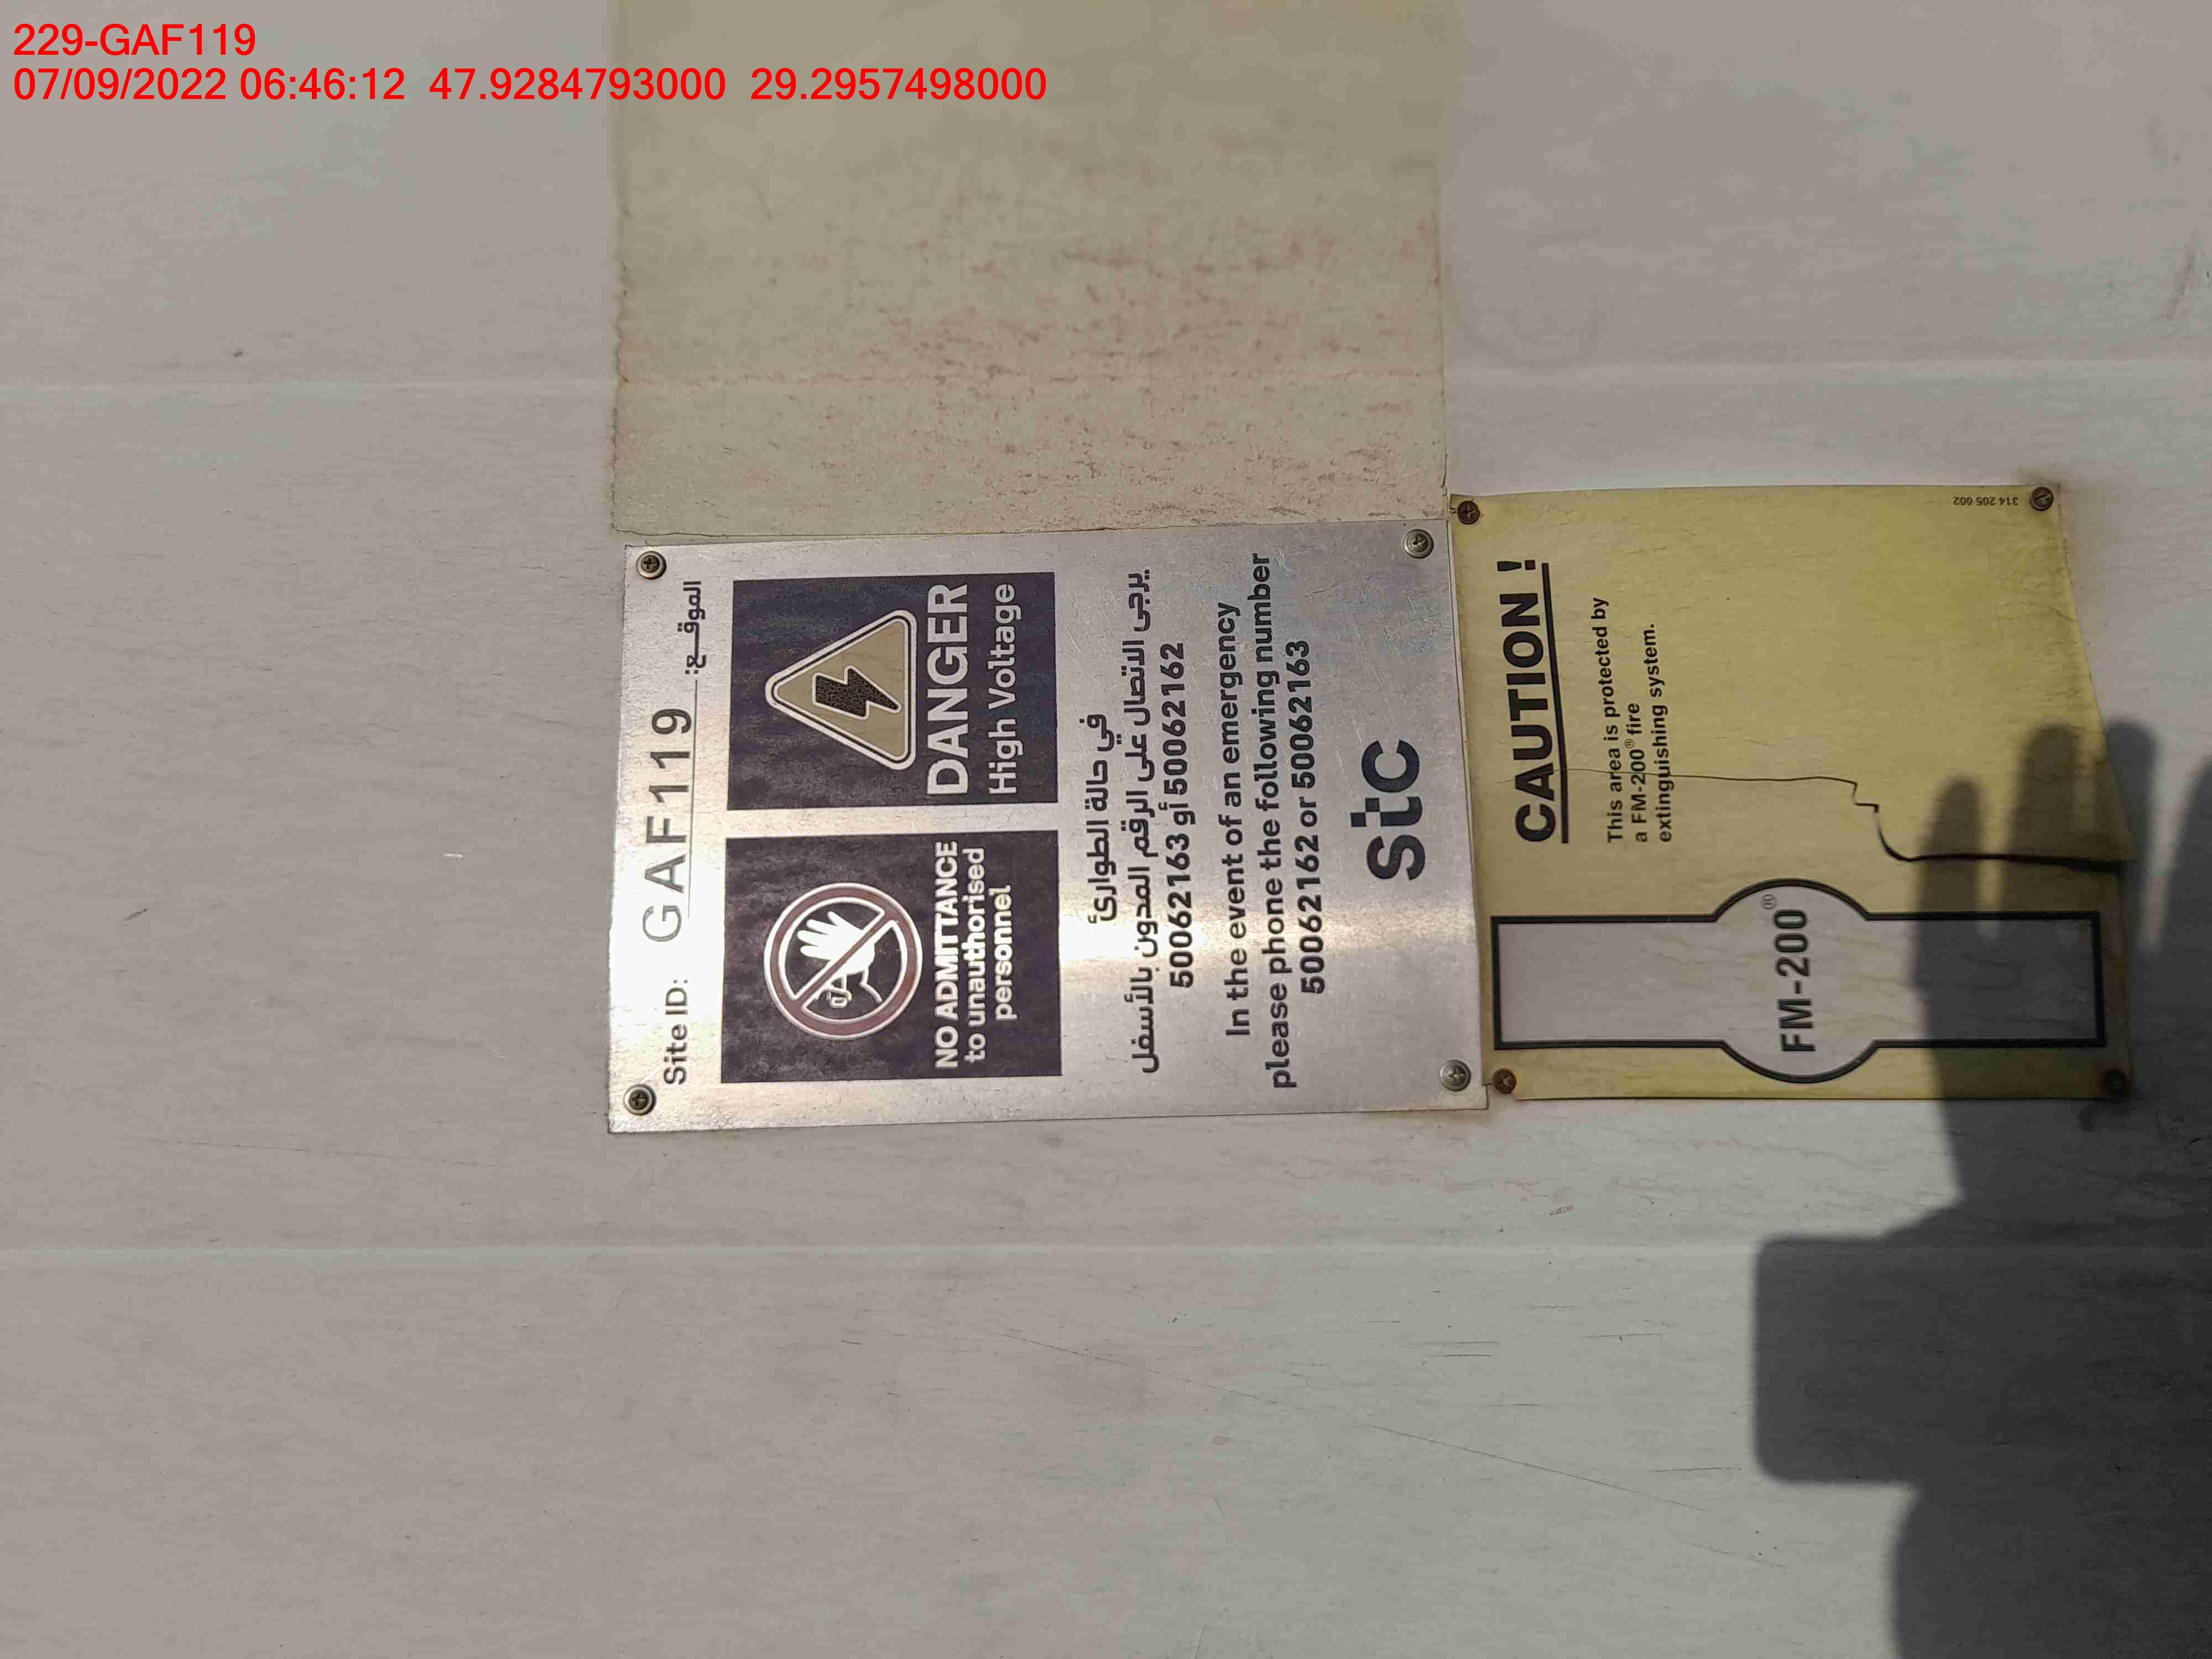 229-GAF119
07/09/2022 06:46:12 47.9284793000 29.2957498000
Site ID: GAF119 الموقـــع:
NO ADMITTANCE
to unauthorised
personnel
DANGER
High Voltage
في حالة الطوارئ
يرجى الاتصال على الرقم المدون بالأسفل
50062163 أو 50062162
In the event of an emergency
please phone the following number
50062162 or 50062163
stc
FM-200®
CAUTION !
This area is protected by
a FM-200® fire
extinguishing system.
314 205 002